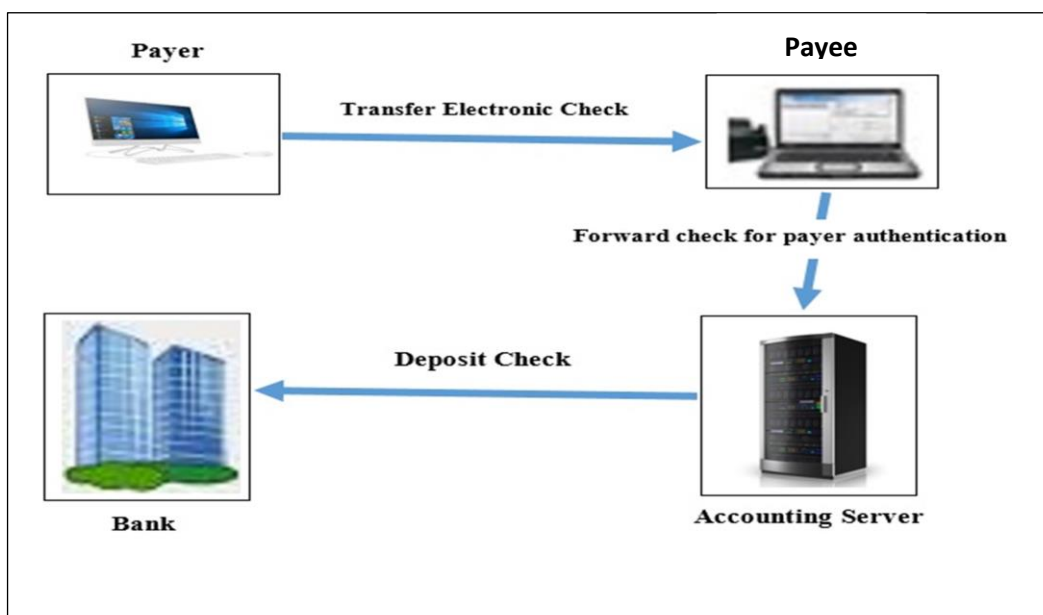 Payer
Payee
Transfer Electronic Check
Forward check for payer authentication
Deposit Check
Bank
Accounting Server